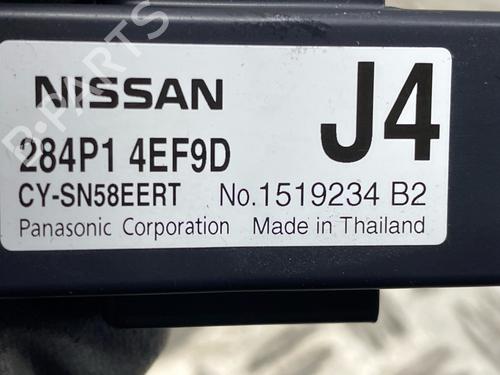 NISSAN
J4
284P1 4EF9D
CY-SN58EERT No.1519234 B2
Panasonic Corporation Made in Thailand
B-PARTS